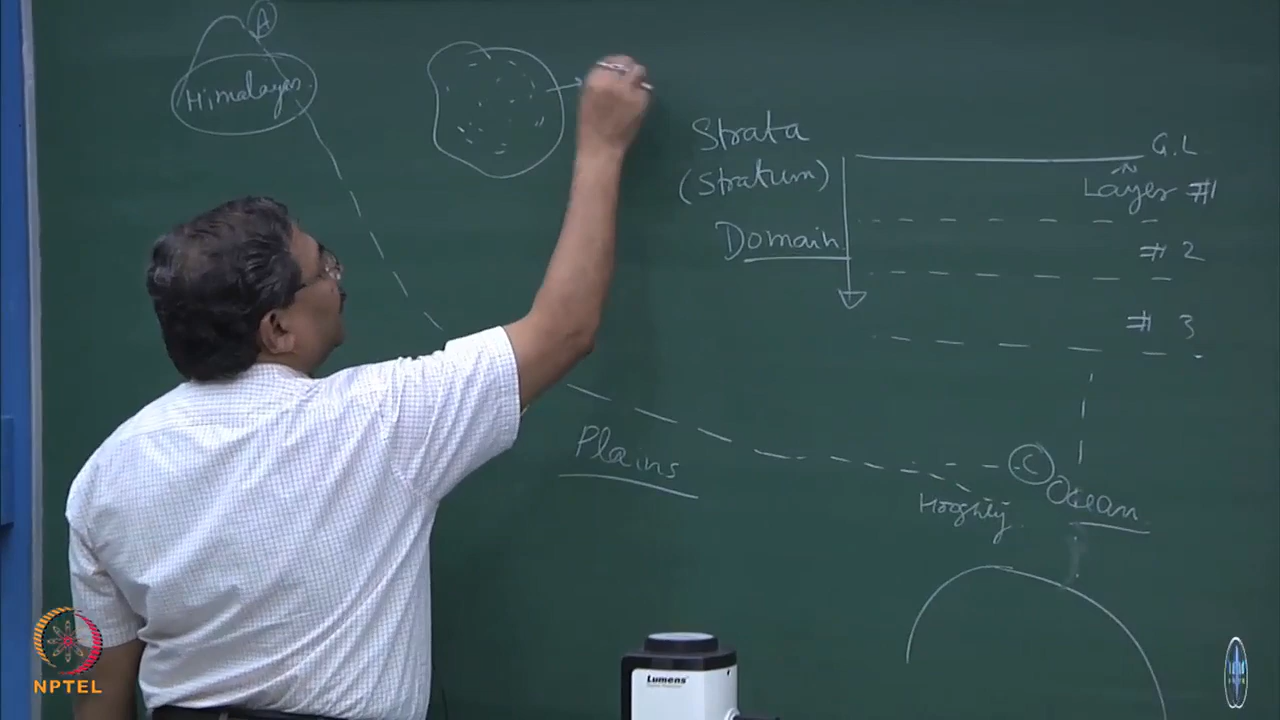 A
Himalayas
Strata
(Stratum)
Domain
G.L
Layer #1
# 2
# 3
Plains
C
Ocean
Hooghly
Lumens
NPTEL